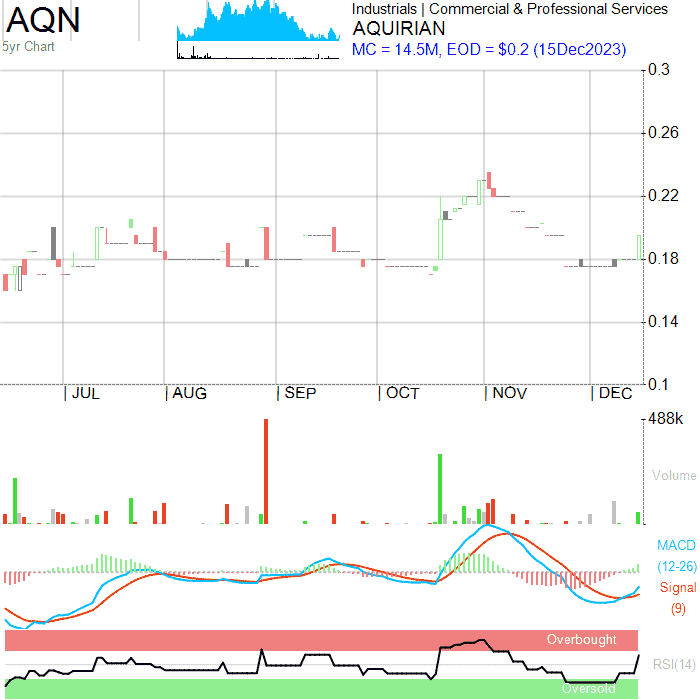 AQN
5yr Chart
Industrials | Commercial & Professional Services
AQUIRIAN
MC = 14.5M, EOD = $0.2 (15Dec2023)
0.3
0.26
0.22
0.18
0.14
0.1
| JUL | AUG | SEP | OCT | NOV | DEC
488k
Volume
MACD
(12-26)
Signal
(9)
Overbought
RSI(14)
Oversold